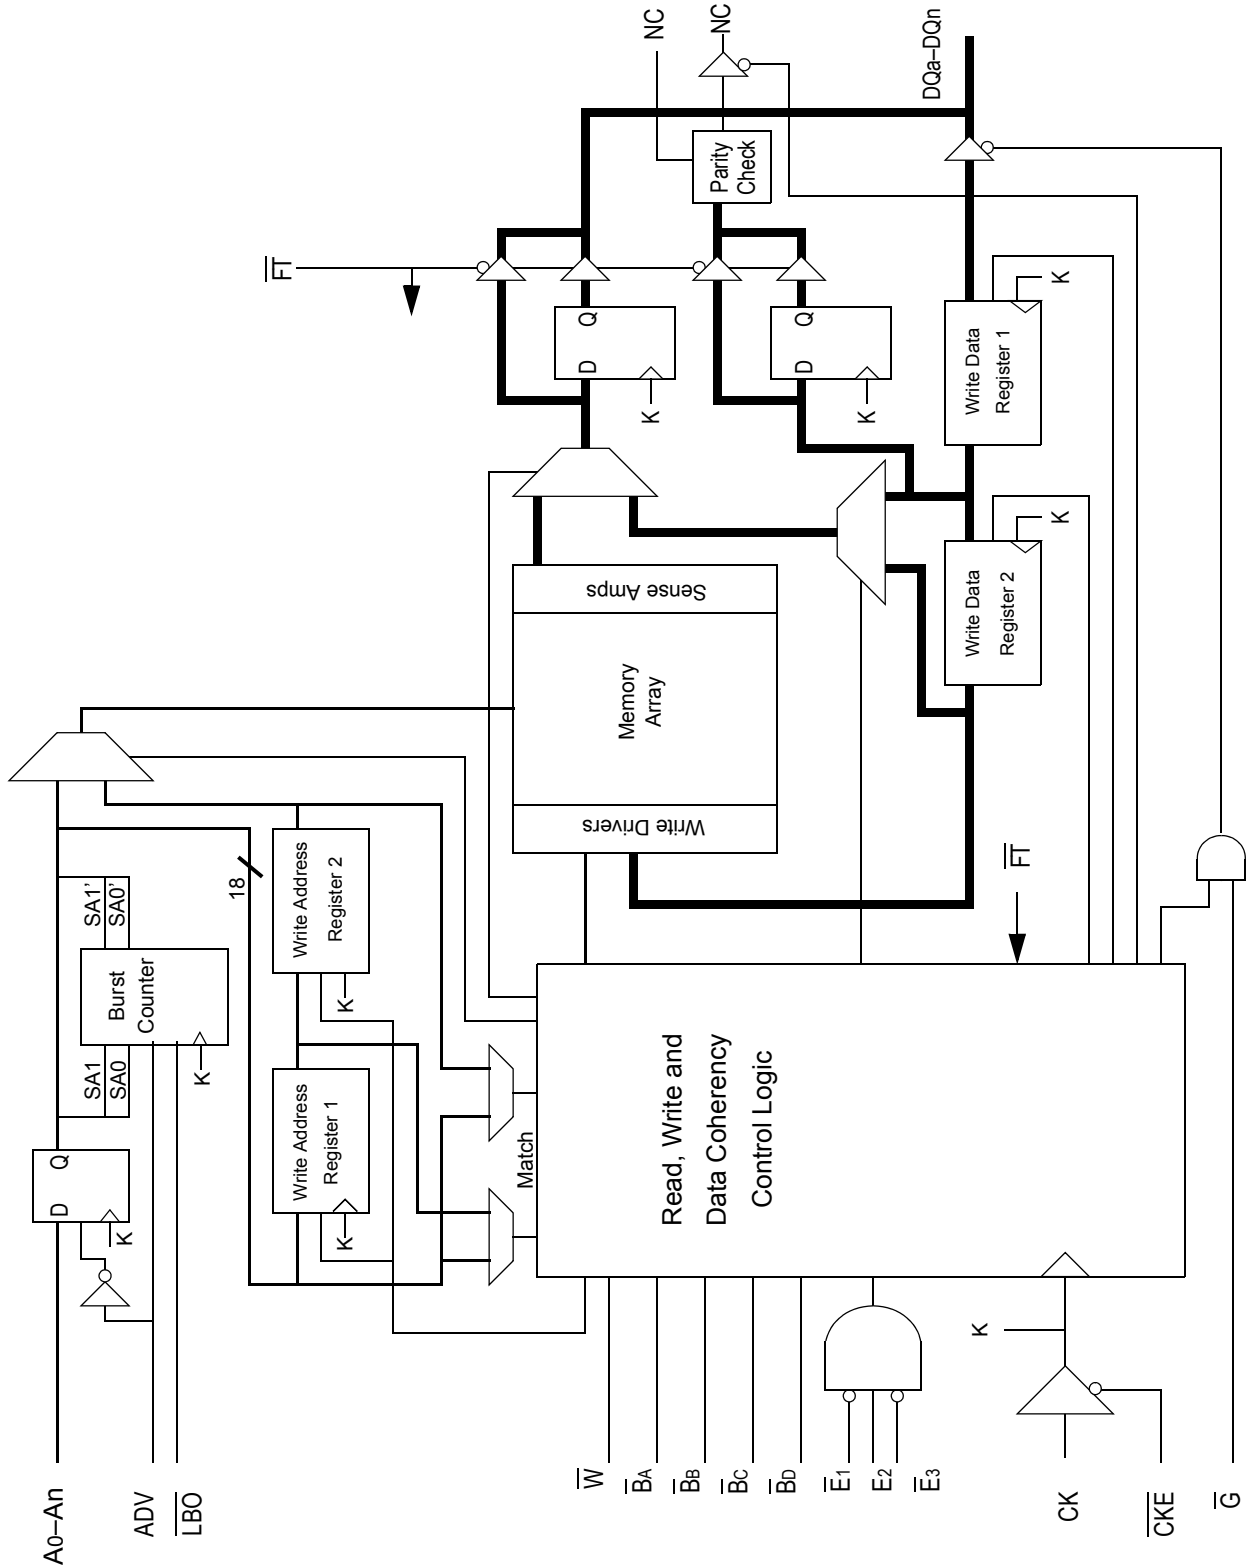 A0–An
ADV
LBO
D
Q
K
SA1
SA0
Burst
Counter
SA1'
SA0'
K
18
Write Address
Register 1
K
Write Address
Register 2
K
Match
FT
Memory
Array
Write Drivers
Sense Amps
D
Q
K
D
Q
K
Parity
Check
NC
NC
DQa–DQn
Write Data
Register 1
K
Write Data
Register 2
K
FT
Read, Write and
Data Coherency
Control Logic
W
BA
BB
BC
BD
E1
E2
E3
K
CK
CKE
G